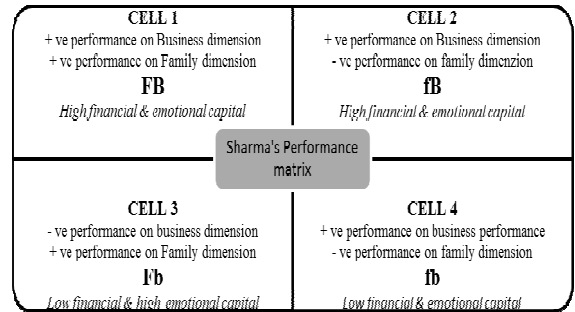 CELL 1
+ ve performance on Business dimension
+ ve performance on Family dimension
FB
High financial & emotional capital
CELL 2
+ ve performance on Business dimension
- ve performance on family dimenzion
fB
High financial & emotional capital
Sharma's Performance
matrix
CELL 3
- ve performance on business dimension
+ ve performance on Family dimension
Fb
Low financial & high emotional capital
CELL 4
+ ve performance on business performance
- ve performance on family dimension
fb
Low financial & emotional capital